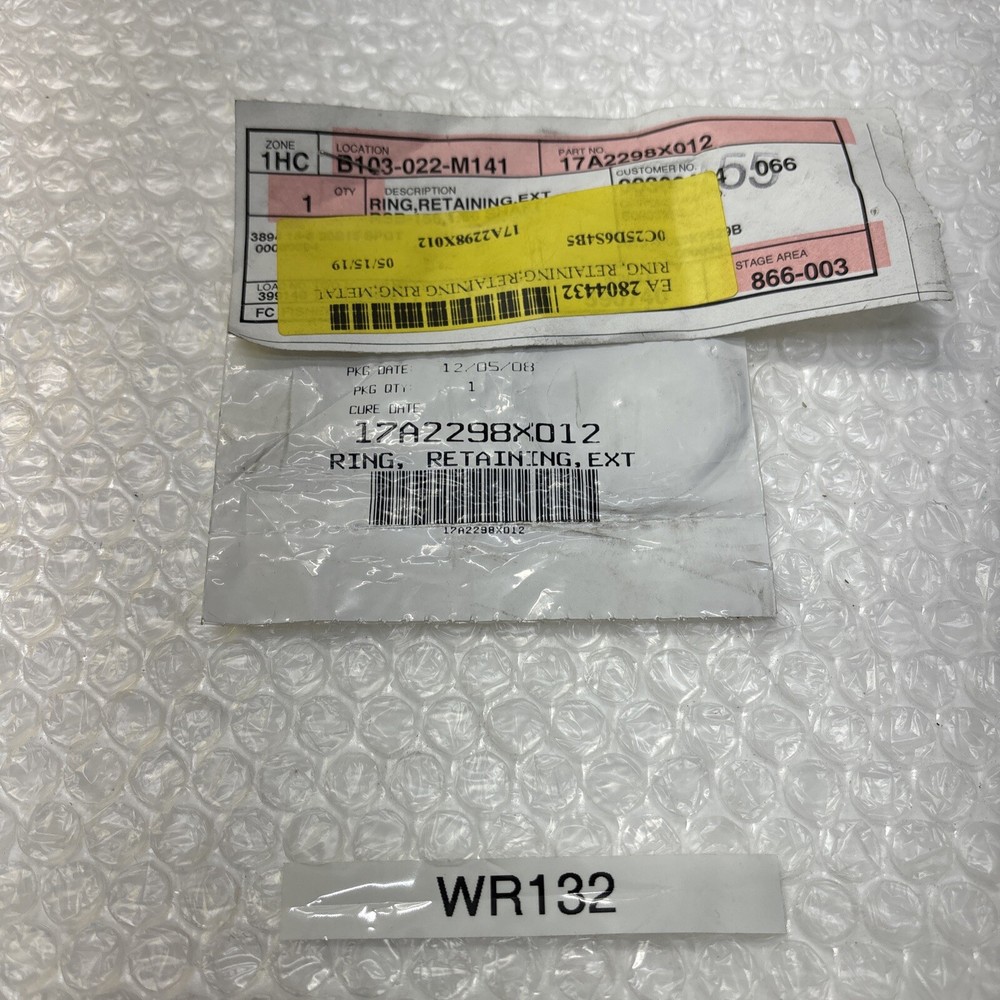 ZONE
1HC
LOCATION
B103-022-M141
PART NO.
17A2298X012
QTY
1
DESCRIPTION
RING,RETAINING,EXT
CUSTOMER NO.
066
STAGE AREA
866-003
FC
EA 2804432
RING, RETAINING:RETAINING RING:METAL
05/15/19
0C25D6S4B5
17A2298X012
PKG DATE 12/05/08
PKG QTY: 1
CURE DATE
17A2298X012
RING, RETAINING,EXT
17A2298X012
WR132